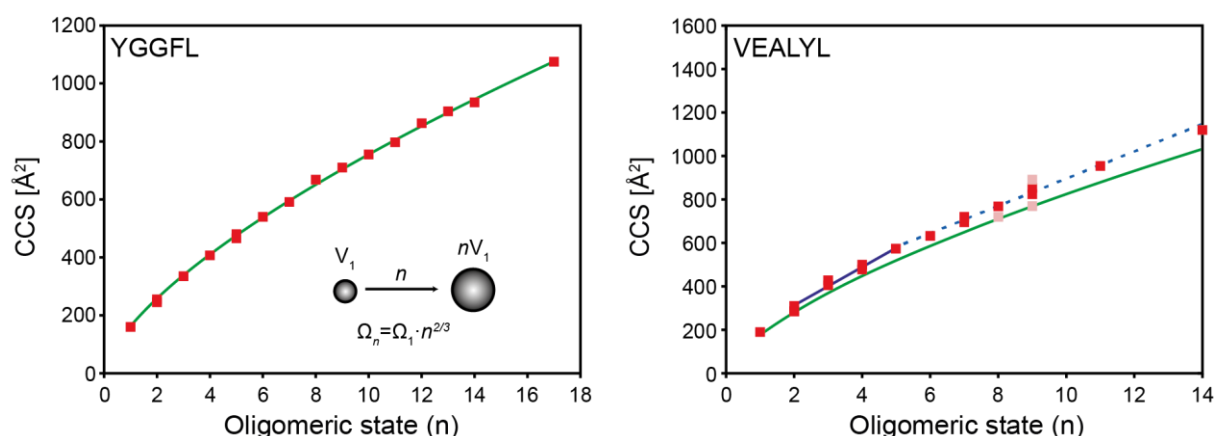 YGGFL
CCS [Å²]
1200
1000
800
600
400
200
0
V₁
n
nV₁
Ωₙ=Ω₁·n²ᐟ³
0 2 4 6 8 10 12 14 16 18
Oligomeric state (n)
VEALYL
CCS [Å²]
1600
1400
1200
1000
800
600
400
200
0
0 2 4 6 8 10 12 14
Oligomeric state (n)